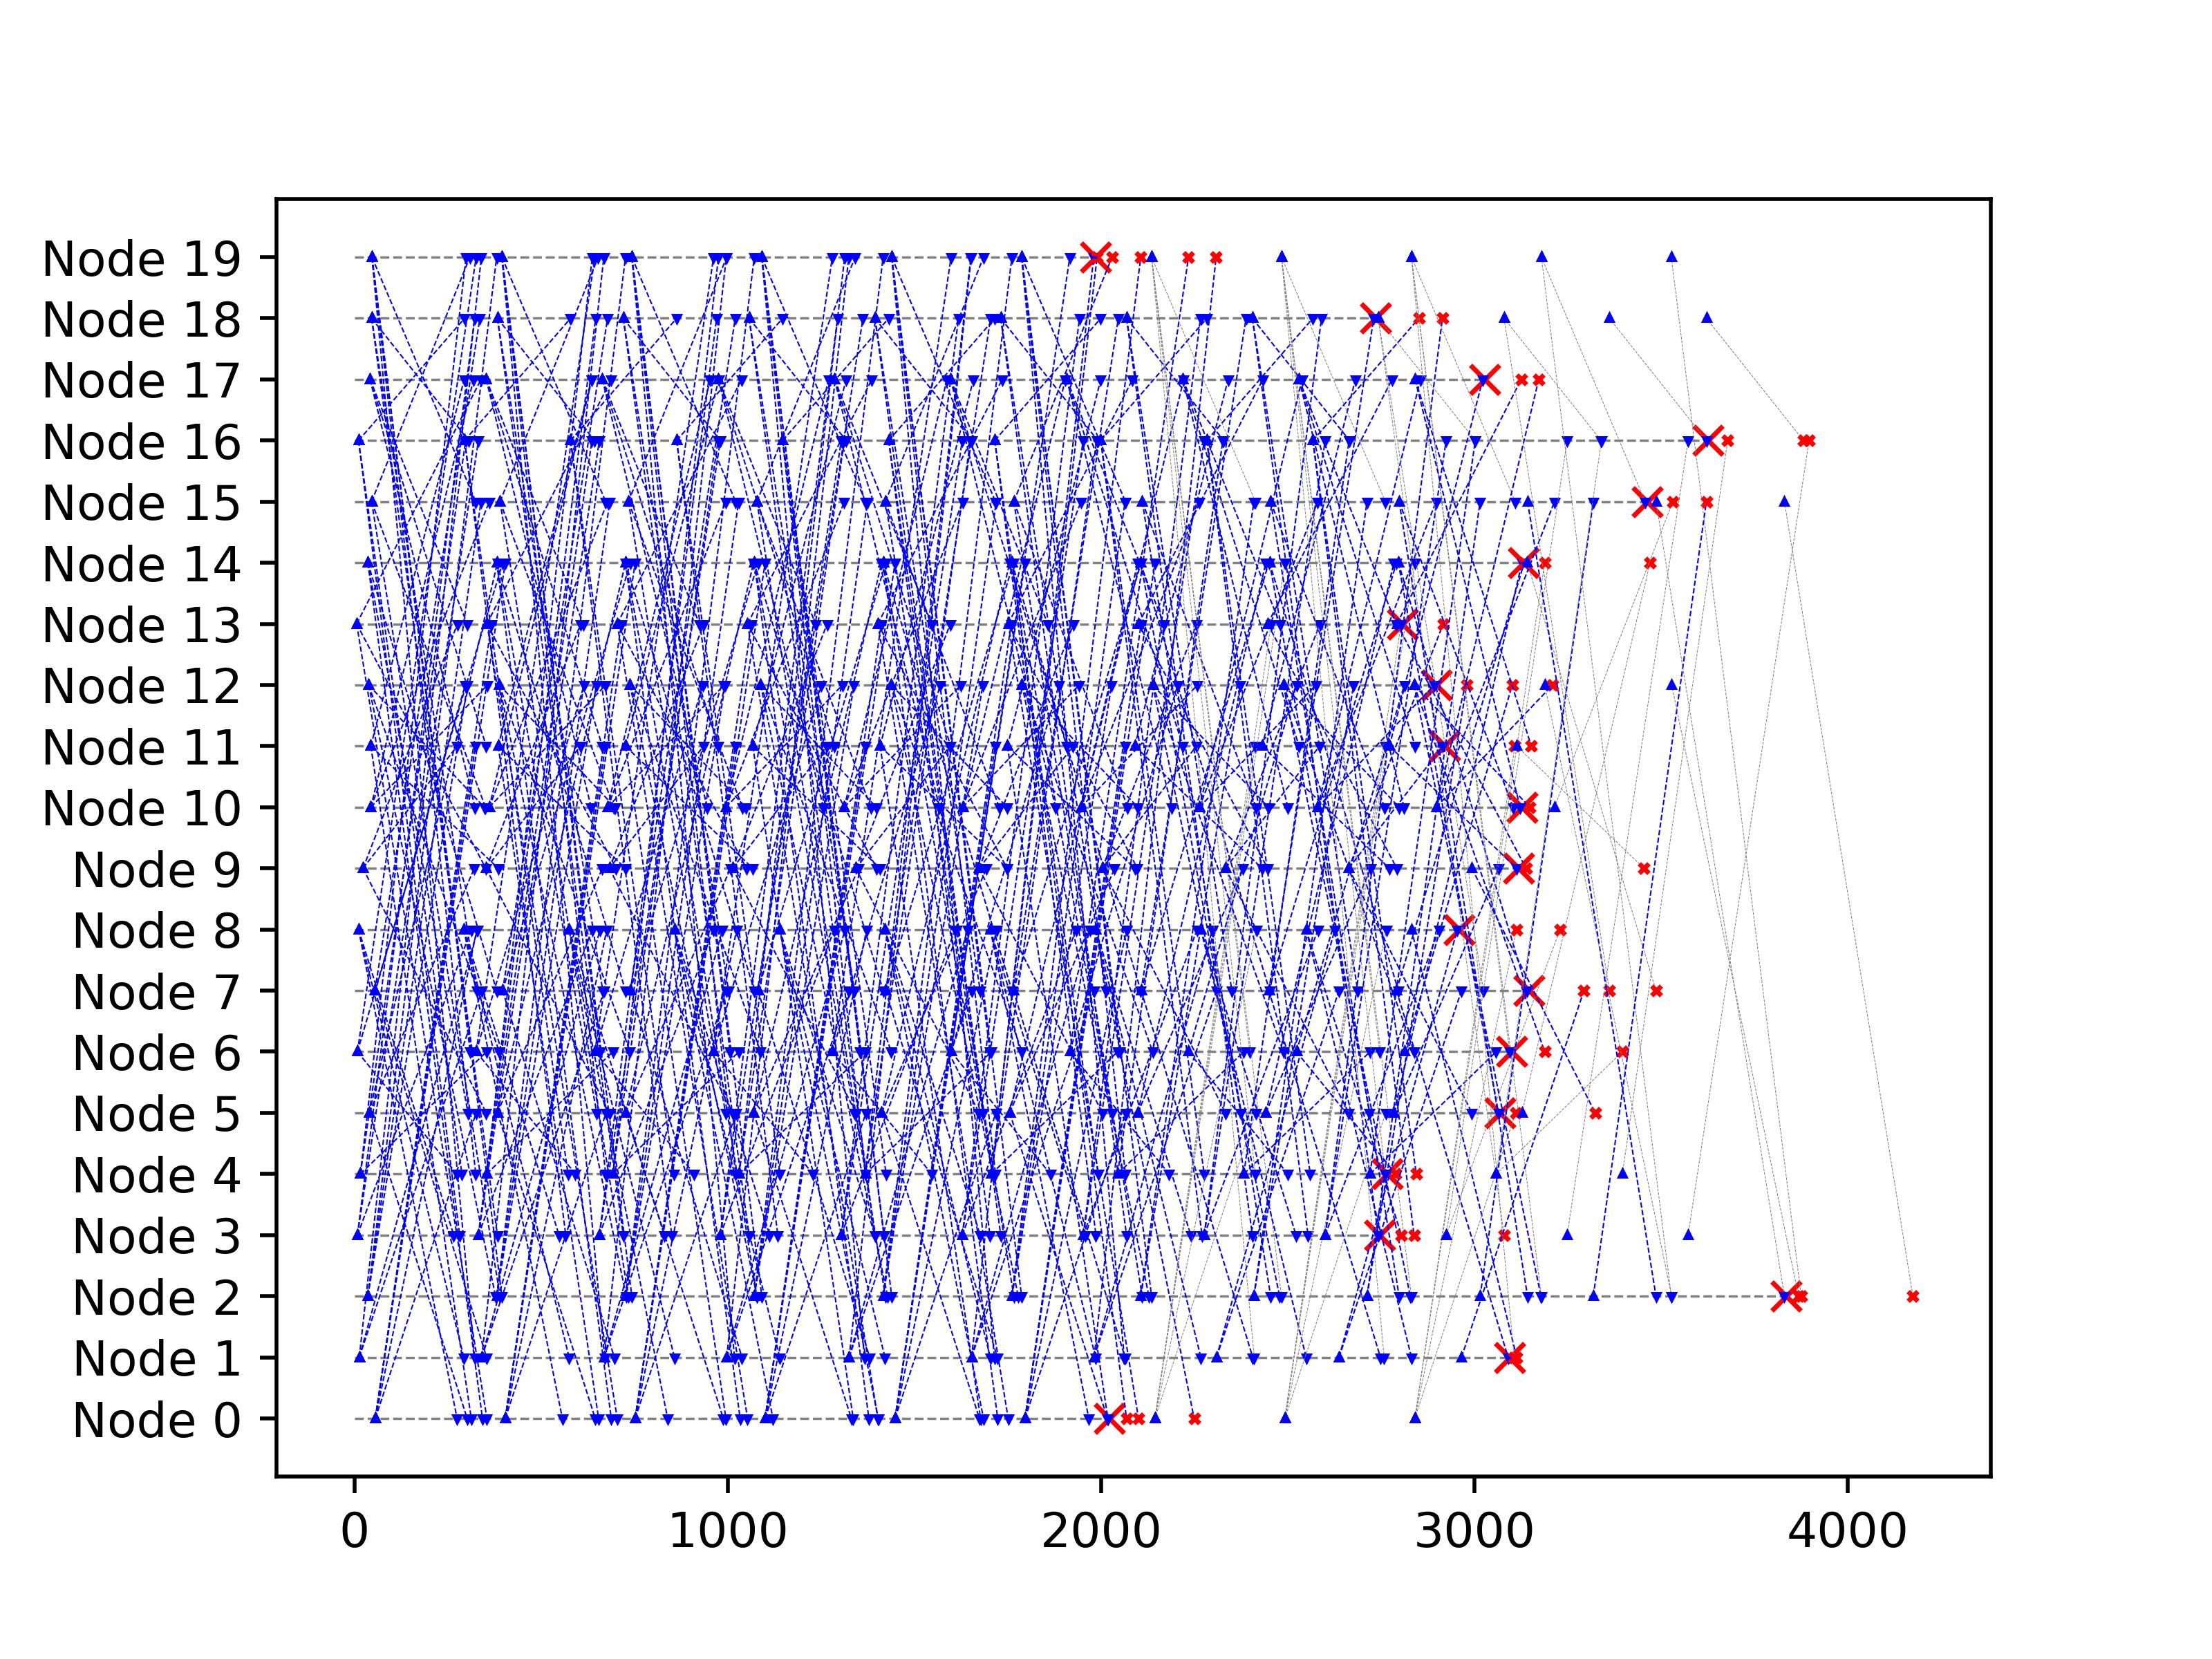 Node 19
Node 18
Node 17
Node 16
Node 15
Node 14
Node 13
Node 12
Node 11
Node 10
Node 9
Node 8
Node 7
Node 6
Node 5
Node 4
Node 3
Node 2
Node 1
Node 0
0 1000 2000 3000 4000